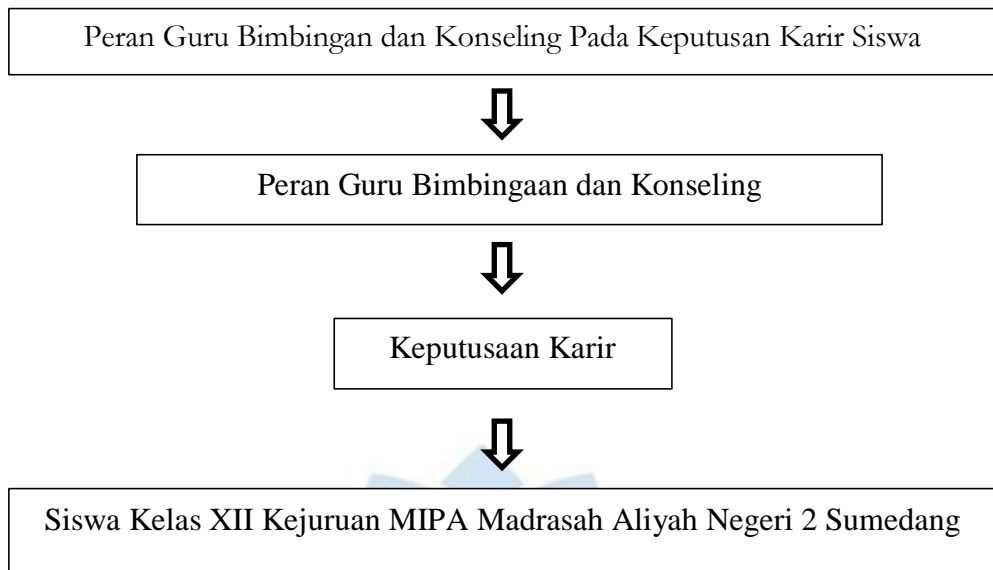 Peran Guru Bimbingan dan Konseling Pada Keputusan Karir Siswa
Peran Guru Bimbingaan dan Konseling
Keputusaan Karir
Siswa Kelas XII Kejuruan MIPA Madrasah Aliyah Negeri 2 Sumedang